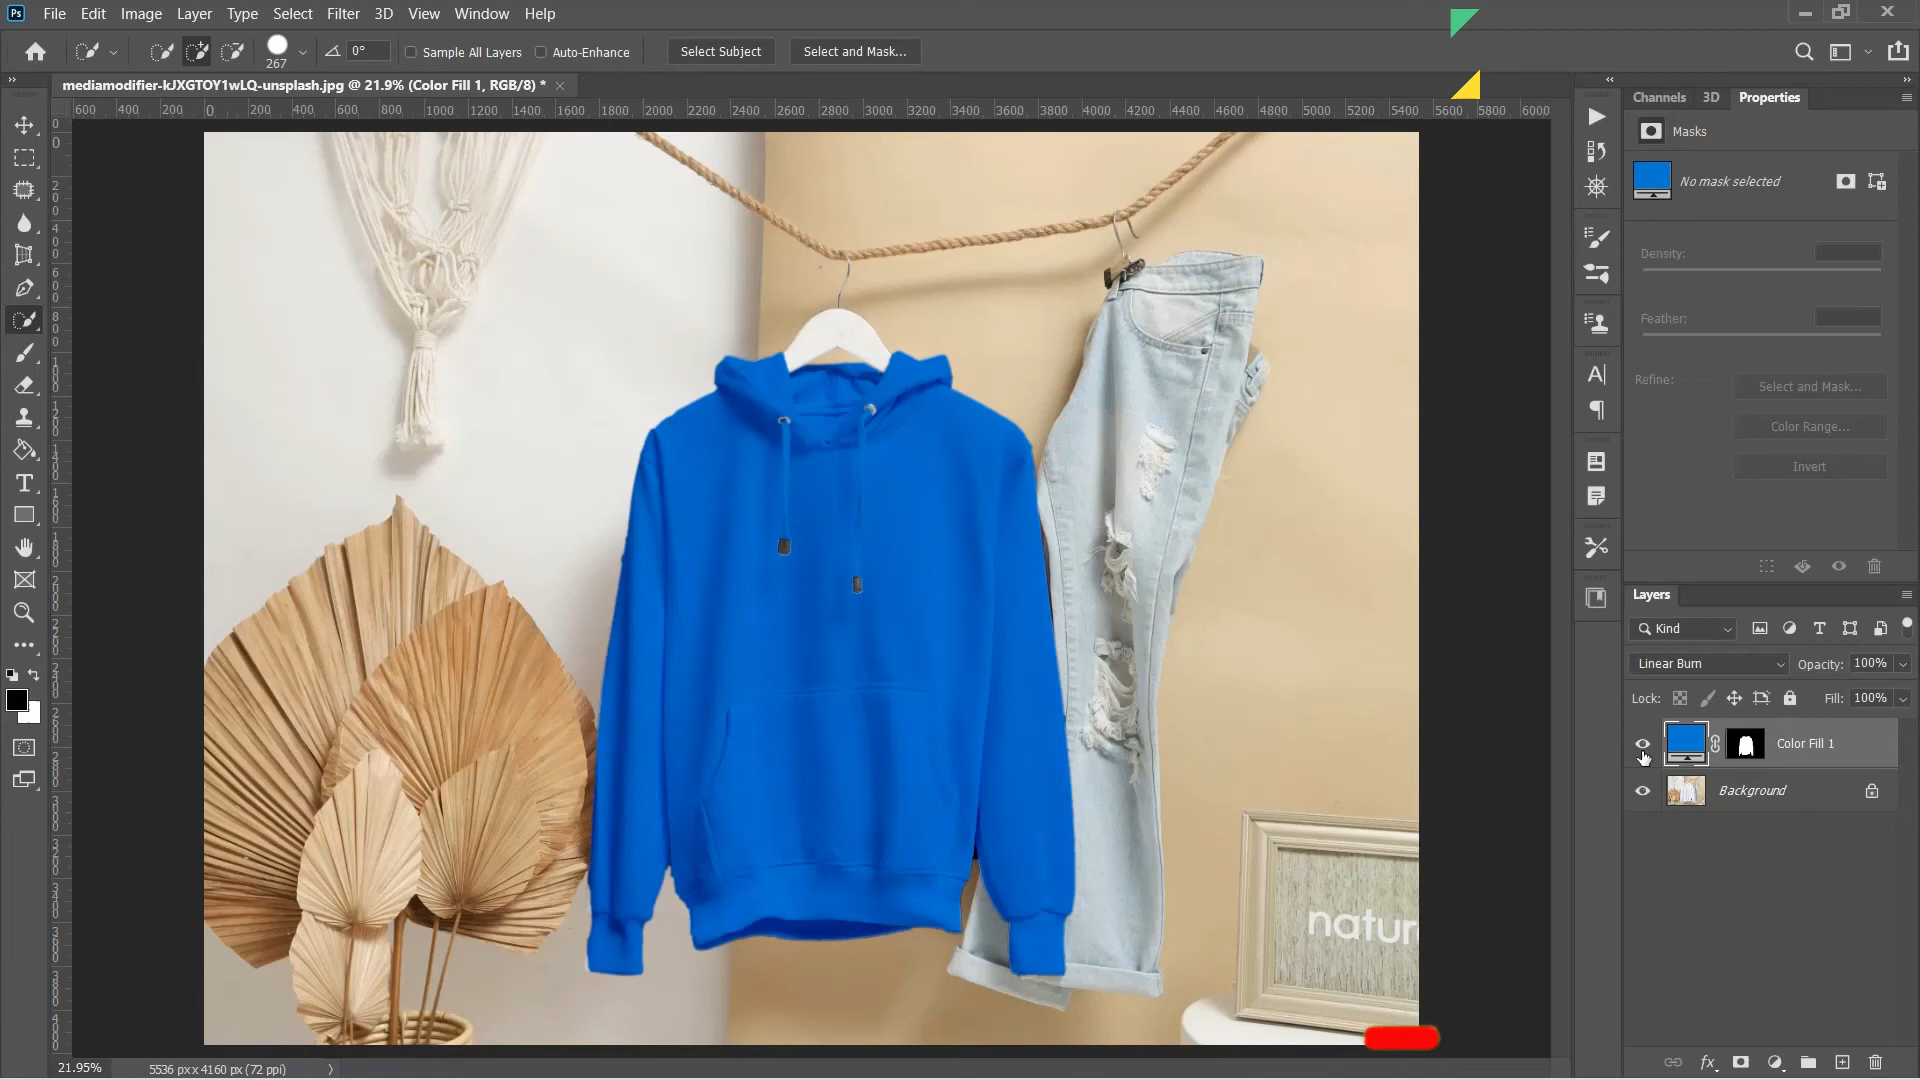 Ps File Edit Image Layer Type Select Filter 3D View Window Help
267 0° Sample All Layers Auto-Enhance Select Subject Select and Mask...
mediamodifier-kJXGTOY1wLQ-unsplash.jpg @ 21.9% (Color Fill 1, RGB/8) *
600 400 200 0 200 400 600 800 1000 1200 1400 1600 1800 2000 2200 2400 2600 2800 3000 3200 3400 3600 3800 4000 4200 4400 4600 4800 5000 5200 5400 5600 5800 6000
Channels 3D Properties
Masks
No mask selected
Density:
Feather:
Refine: Select and Mask...
Color Range...
Invert
Layers
Kind
Linear Burn Opacity: 100%
Lock: Fill: 100%
Color Fill 1
Background
natur
21.95% 5536 px x 4160 px (72 ppi)